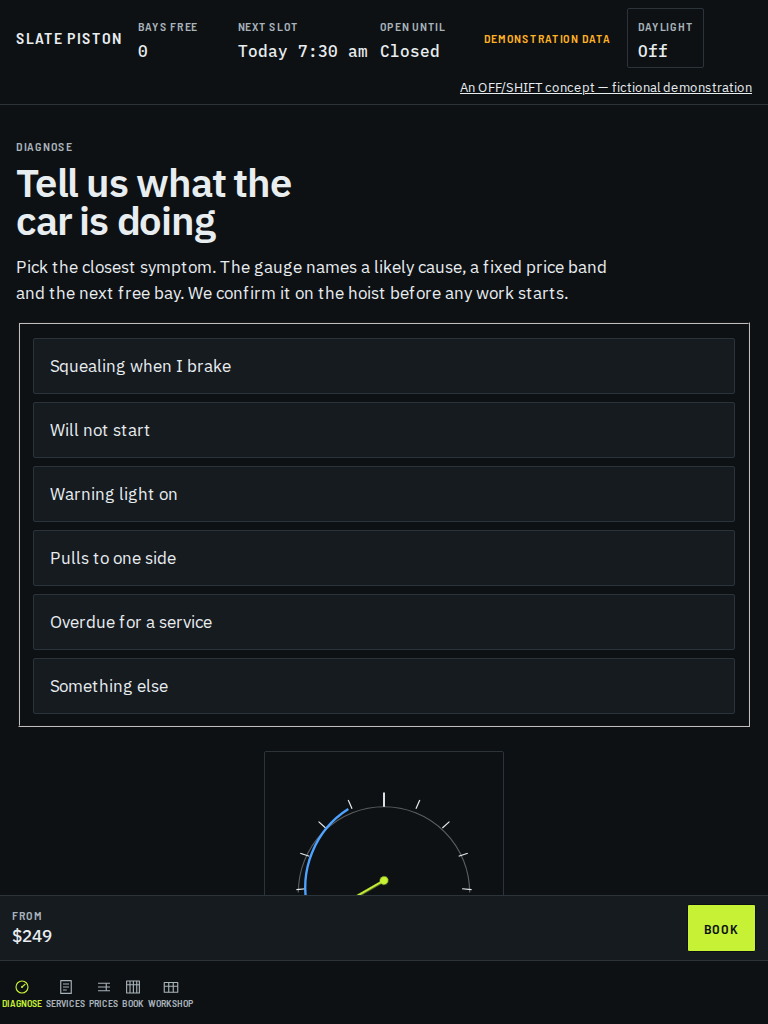 SLATE PISTON
BAYS FREE
0
NEXT SLOT
Today 7:30 am
OPEN UNTIL
Closed
DEMONSTRATION DATA
DAYLIGHT
Off
An OFF/SHIFT concept — fictional demonstration
DIAGNOSE
Tell us what the
car is doing
Pick the closest symptom. The gauge names a likely cause, a fixed price band
and the next free bay. We confirm it on the hoist before any work starts.
Squealing when I brake
Will not start
Warning light on
Pulls to one side
Overdue for a service
Something else
FROM
$249
BOOK
DIAGNOSE SERVICES PRICES BOOK WORKSHOP